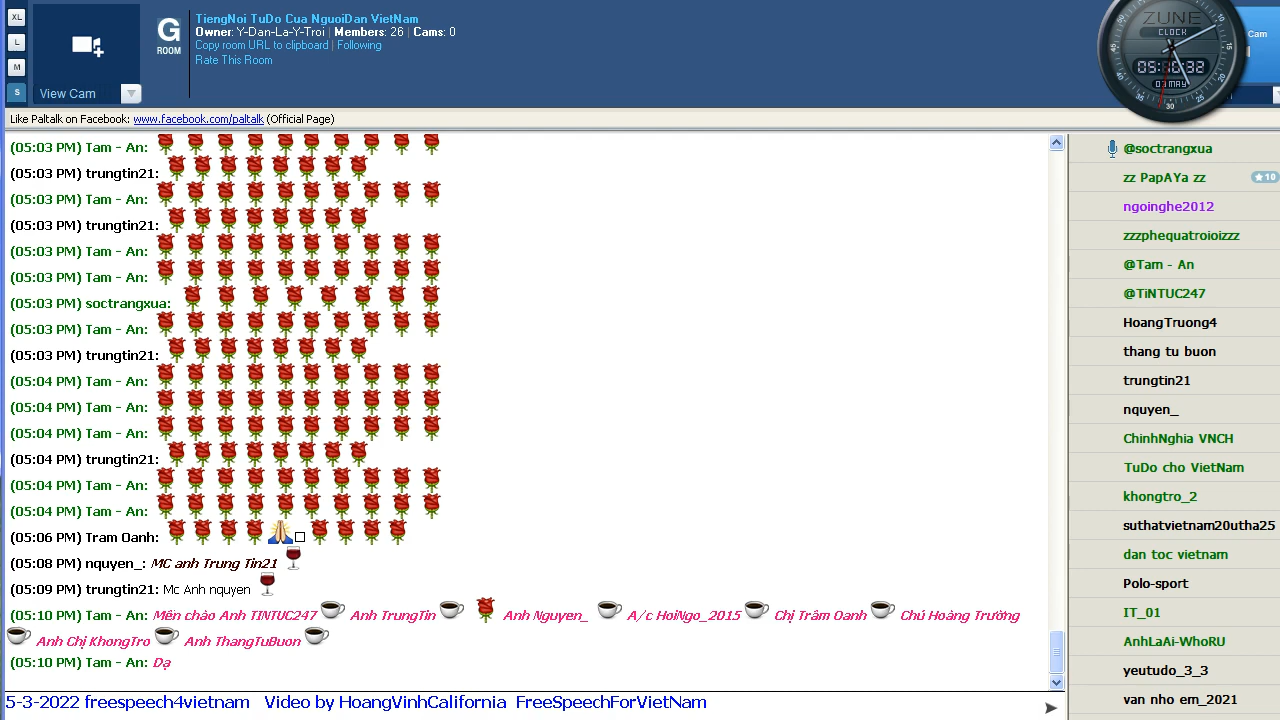 XL
L
M
S
View Cam
G
ROOM
TiengNoi TuDo Cua NguoiDan VietNam
Owner: Y-Dan-La-Y-Troi | Members: 26 | Cams: 0
Copy room URL to clipboard | Following
Rate This Room
ZUNE
CLOCK
03 MAY
Cam
Like Paltalk on Facebook: www.facebook.com/paltalk (Official Page)
(05:03 PM) Tam - An:
(05:03 PM) trungtin21:
(05:03 PM) Tam - An:
(05:03 PM) trungtin21:
(05:03 PM) Tam - An:
(05:03 PM) Tam - An:
(05:03 PM) soctrangxua:
(05:03 PM) Tam - An:
(05:03 PM) trungtin21:
(05:04 PM) Tam - An:
(05:04 PM) Tam - An:
(05:04 PM) Tam - An:
(05:04 PM) trungtin21:
(05:04 PM) Tam - An:
(05:04 PM) Tam - An:
(05:06 PM) Tram Oanh:
(05:08 PM) nquyen_: MC anh Trung Tin21
(05:09 PM) trungtin21: Mc Anh nquyen
(05:10 PM) Tam - An: Mên chào Anh TINTUC247 Anh TrungTin Anh Nguyen_ A/c HoiNgo_2015 Chị Trâm Oanh Chú Hoàng Trường
Anh Chị KhongTro Anh ThangTuBuon
(05:10 PM) Tam - An: Dạ
@soctrangxua
zz PapAYa zz
10
ngoinghe2012
zzzphequatroioizzz
@Tam - An
@TiNTUC247
HoangTruong4
thang tu buon
trungtin21
nquyen_
ChinhNghia VNCH
TuDo cho VietNam
khongtro_2
suthatvietnam20utha25
dan toc vietnam
Polo-sport
IT_01
AnhLaAi-WhoRU
yeutudo_3_3
van nho em_2021
5-3-2022 freespeech4vietnam Video by HoangVinhCalifornia FreeSpeechForVietNam